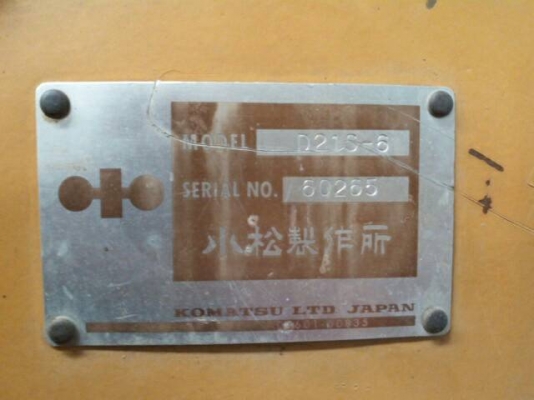 MODEL D21S-6
SERIAL NO. 60265
小松製作所
KOMATSU LTD JAPAN